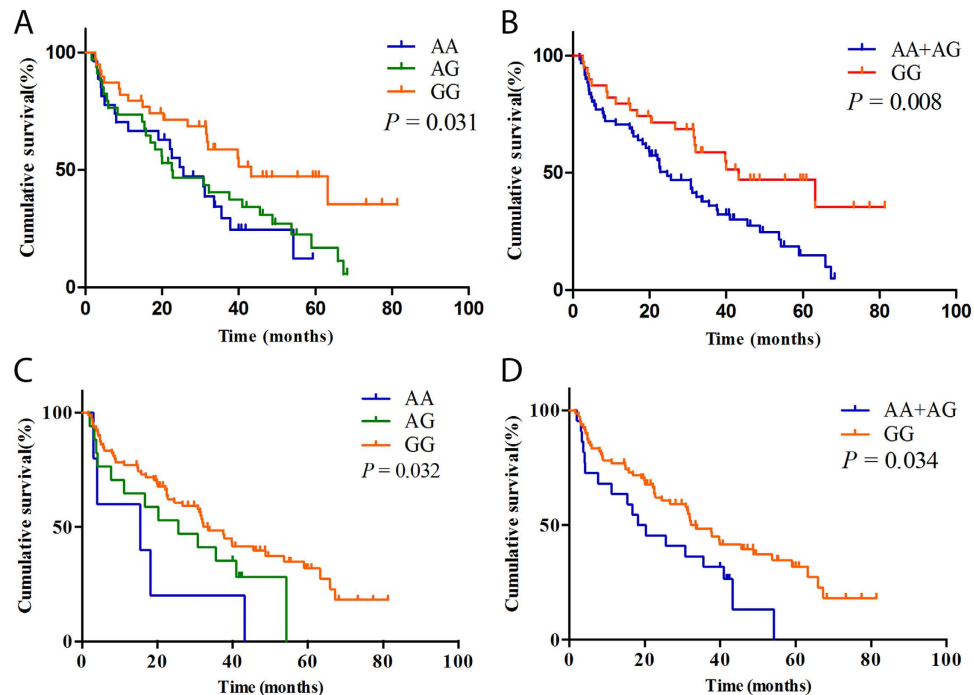 A
Cumulative survival(%)
100
50
0
0 20 40 60 80 100
Time (months)
AA
AG
GG
P = 0.031
B
Cumulative survival(%)
100
50
0
0 20 40 60 80 100
Time (months)
AA+AG
GG
P = 0.008
C
Cumulative survival(%)
100
50
0
0 20 40 60 80 100
Time (months)
AA
AG
GG
P = 0.032
D
Cumulative survival(%)
100
50
0
0 20 40 60 80 100
Time (months)
AA+AG
GG
P = 0.034